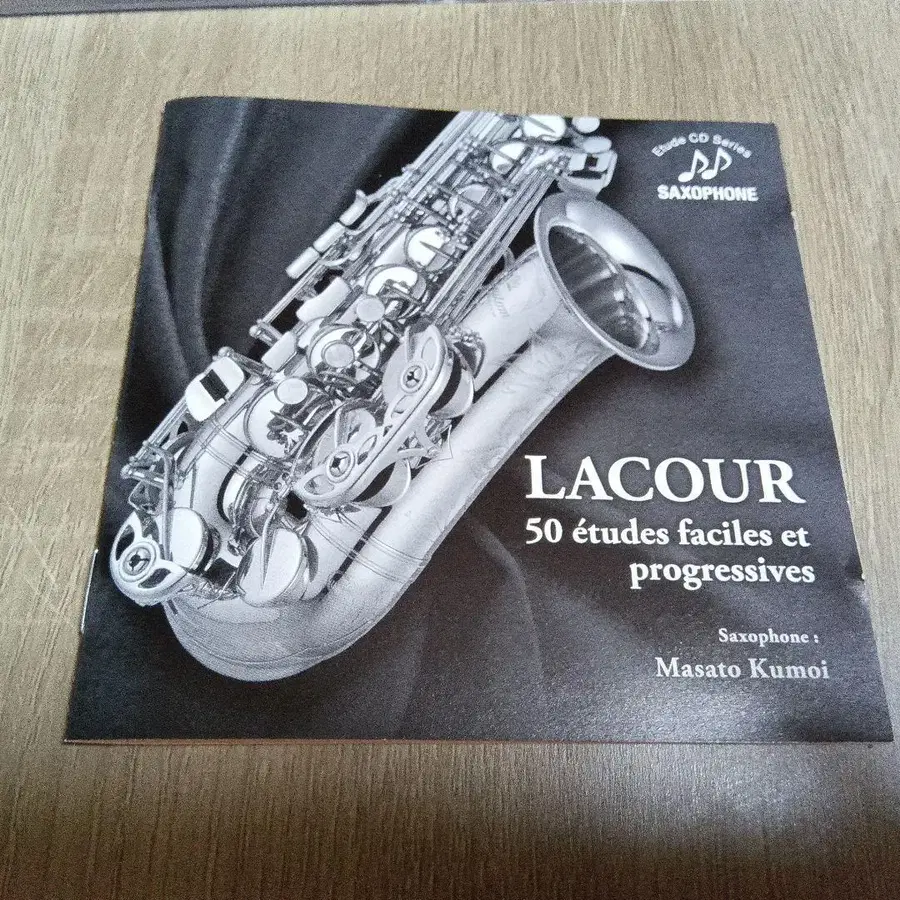 Etude CD Series
SAXOPHONE
LACOUR
50 études faciles et
progressives
Saxophone :
Masato Kumoi